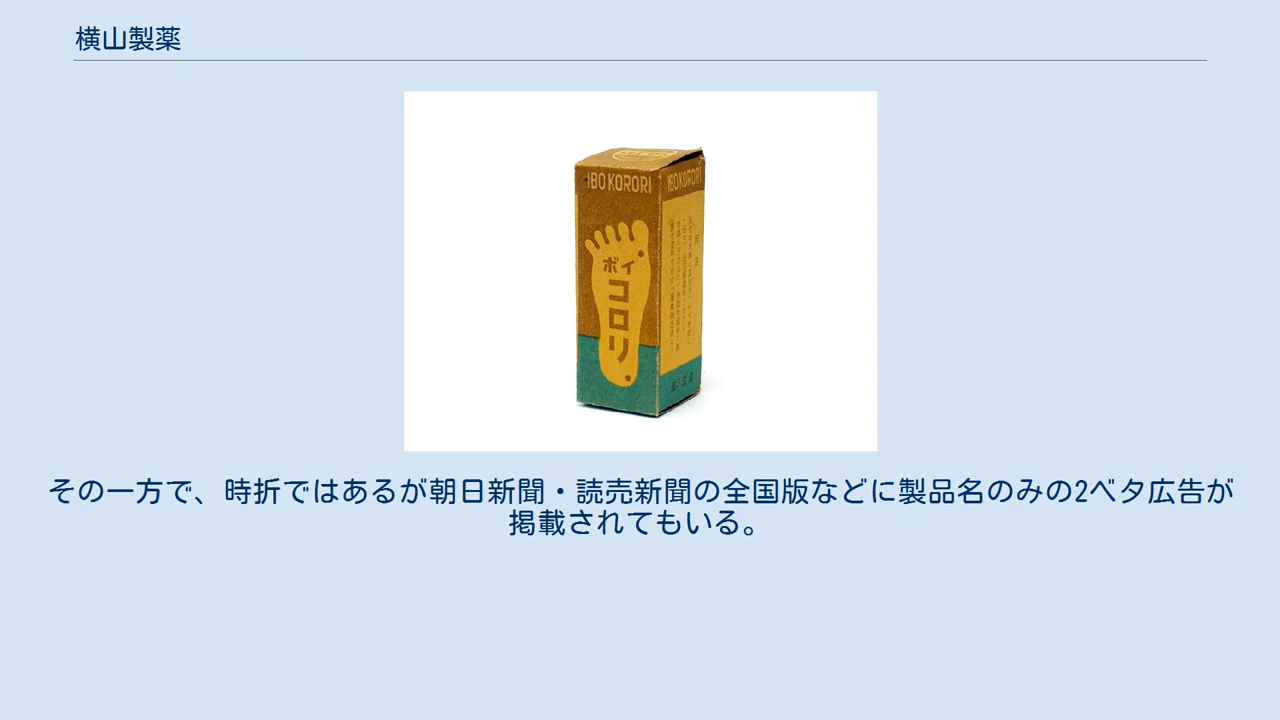 横山製薬
IBO KORORI
IBO KORORI
ボイ
コロリ
その一方で、時折ではあるが朝日新聞・読売新聞の全国版などに製品名のみの2ベタ広告が
掲載されてもいる。